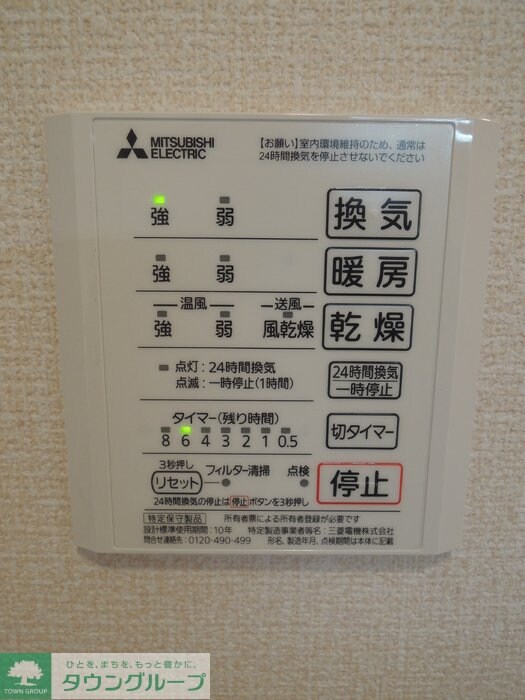 MITSUBISHI
ELECTRIC
【お願い】室内環境維持のため、通常は
24時間換気を停止させないでください
強 弱 換気
強 弱 暖房
温風 送風
強 弱 風乾燥 乾燥
点灯：24時間換気
点滅：一時停止(1時間)
24時間換気
一時停止
タイマー(残り時間)
8 6 4 3 2 1 0.5
切タイマー
3秒押し
リセット フィルター清掃 点検
停止
24時間換気の停止は停止ボタンを3秒押し
特定保守製品 所有者票による所有者登録が必要です
設計標準使用期間：10年 特定製造事業者等名：三菱電機株式会社
問合せ連絡先：0120-490-499 形名、製造年月、点検期間は本体に記載
TOWN GROUP
ひとを、まちを、もっと豊かに。
タウングループ